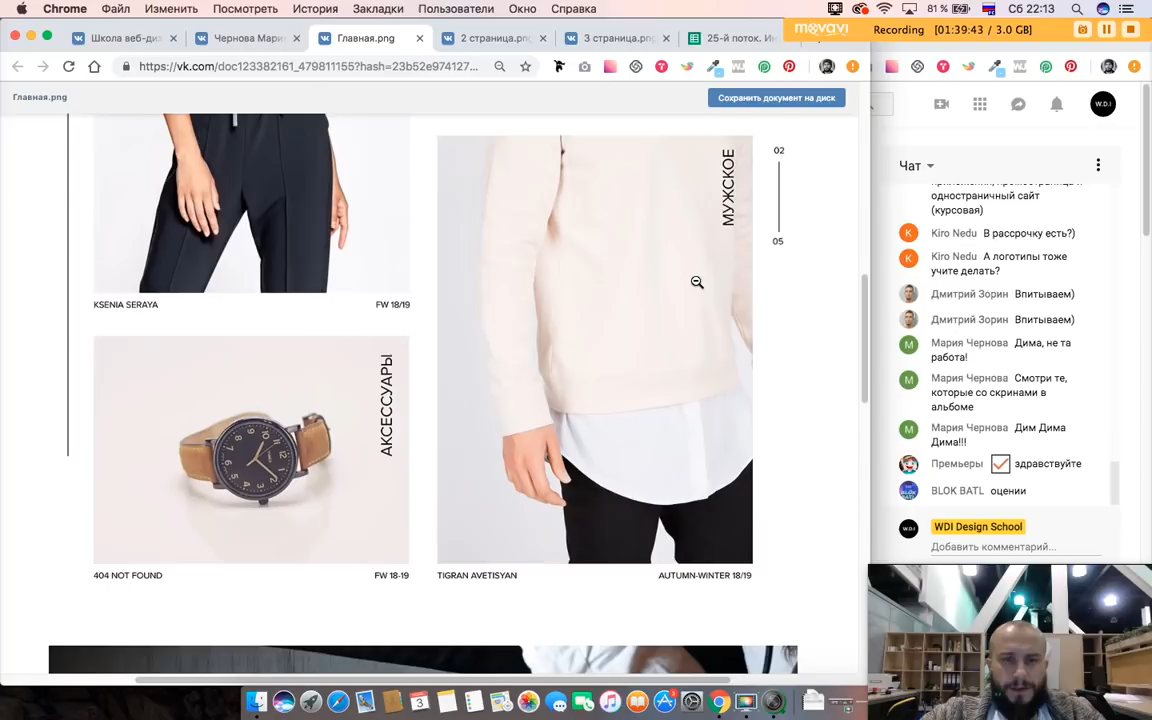 Chrome Файл Изменить Посмотреть История Закладки Пользователи Окно Справка
81 % Сб 22:13
movavi Recording [01:39:43 / 3.0 GB]
Школа веб-диз
Чернова Мари
Главная.png
2 страница.png
3 страница.png
25-й поток. Ин
https://vk.com/doc123382161_479811155?hash=23b52e974127...
Главная.png
Сохранить документ на диск
W.D.I
Чат
одностраничный сайт
(курсовая)
Kiro Nedu В рассрочку есть?)
Kiro Nedu А логотипы тоже
учите делать?
Дмитрий Зорин Впитываем)
Дмитрий Зорин Впитываем)
Мария Чернова Дима, не та
работа!
Мария Чернова Смотри те,
которые со скринами в
альбоме
Мария Чернова Дим Дима
Дима!!!
Премьеры здравствуйте
BLOK BATL оцении
WDI Design School
Добавить комментарий...
МУЖСКОЕ
02
05
KSENIA SERAYA
FW 18/19
АКСЕССУАРЫ
404 NOT FOUND
FW 18-19
TIGRAN AVETISYAN
AUTUMN-WINTER 18/19